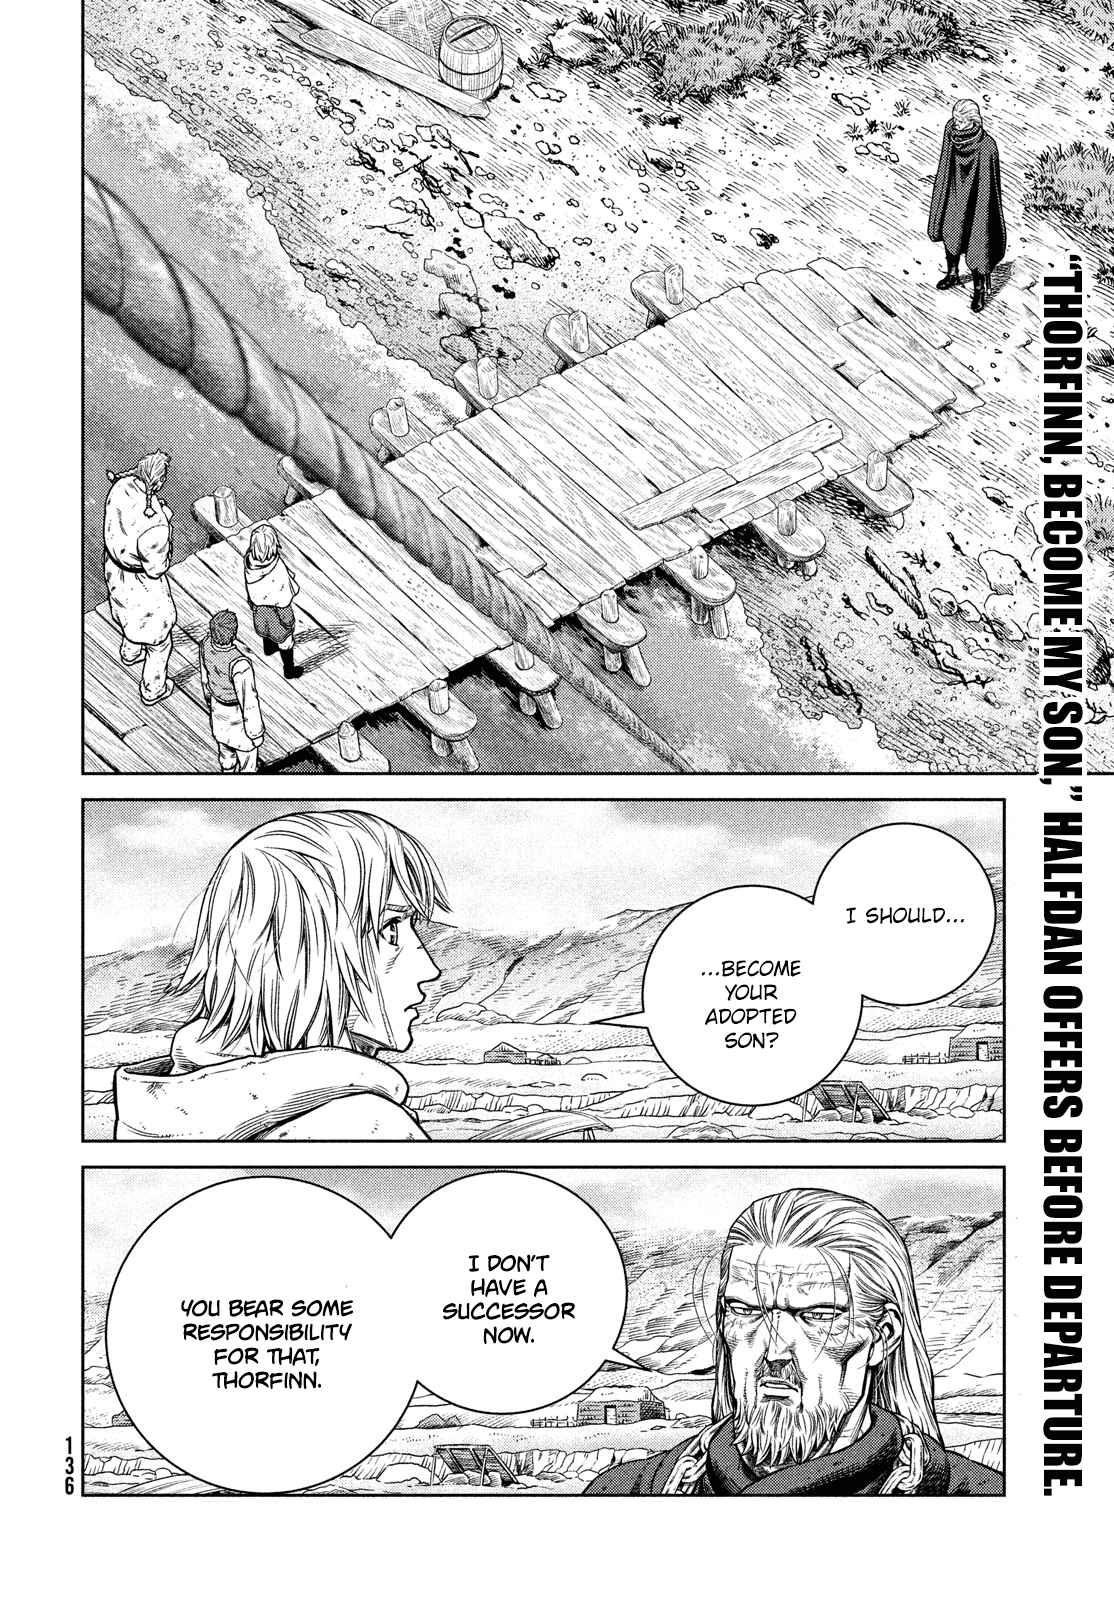 “THORFINN, BECOME MY SON,” HALFDAN OFFERS BEFORE DEPARTURE.
I SHOULD...
...BECOME
YOUR
ADOPTED
SON?
I DON'T
HAVE A
SUCCESSOR
NOW.
YOU BEAR SOME
RESPONSIBILITY
FOR THAT,
THORFINN.
136